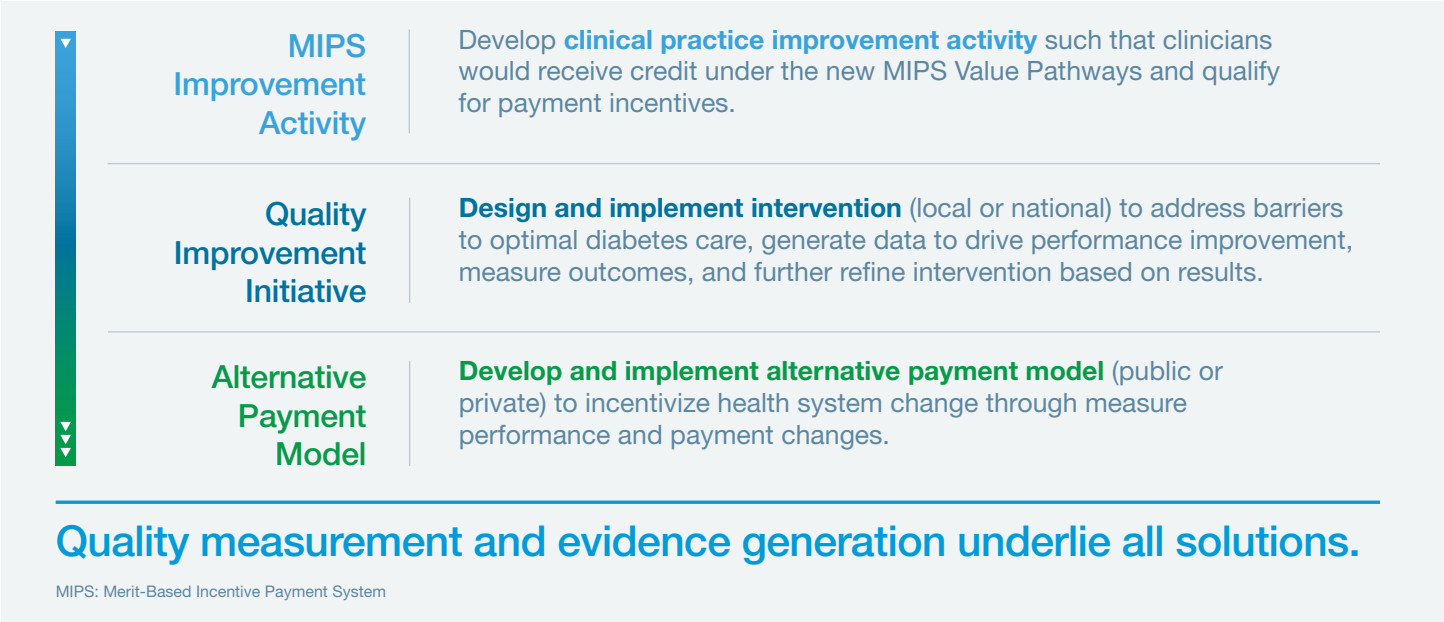 MIPS
Improvement
Activity
Develop clinical practice improvement activity such that clinicians
would receive credit under the new MIPS Value Pathways and qualify
for payment incentives.
Quality
Improvement
Initiative
Design and implement intervention (local or national) to address barriers
to optimal diabetes care, generate data to drive performance improvement,
measure outcomes, and further refine intervention based on results.
Alternative
Payment
Model
Develop and implement alternative payment model (public or
private) to incentivize health system change through measure
performance and payment changes.
Quality measurement and evidence generation underlie all solutions.
MIPS: Merit-Based Incentive Payment System